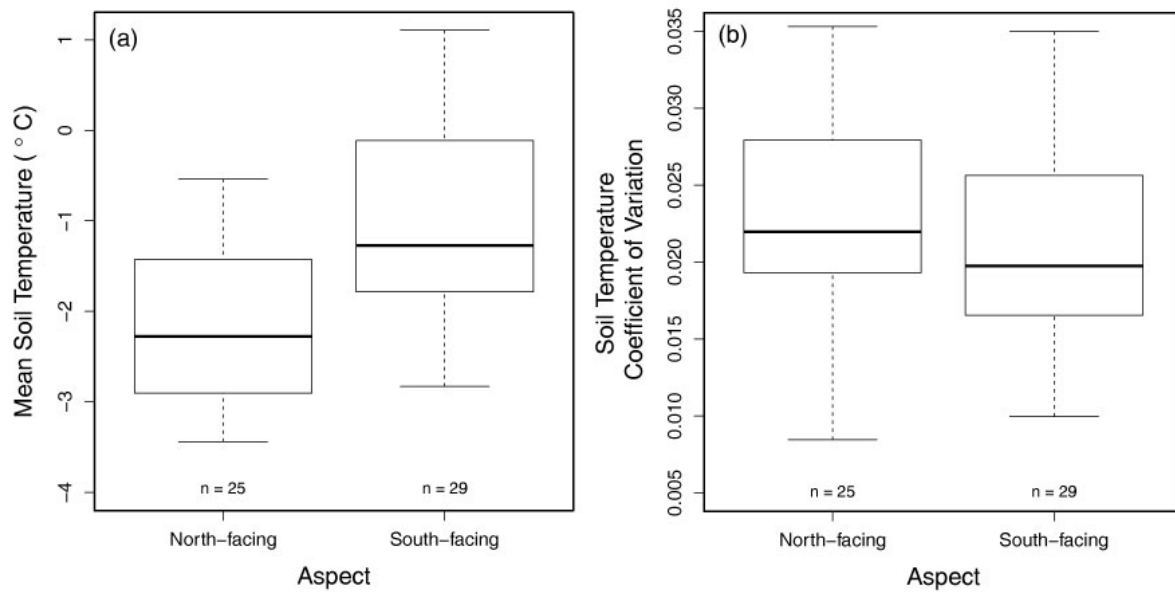 (a)
Mean Soil Temperature ( ° C)
1
0
−1
−2
−3
−4
n = 25
n = 29
North−facing
South−facing
Aspect
(b)
Soil Temperature
Coefficient of Variation
0.035
0.030
0.025
0.020
0.015
0.010
0.005
n = 25
n = 29
North−facing
South−facing
Aspect